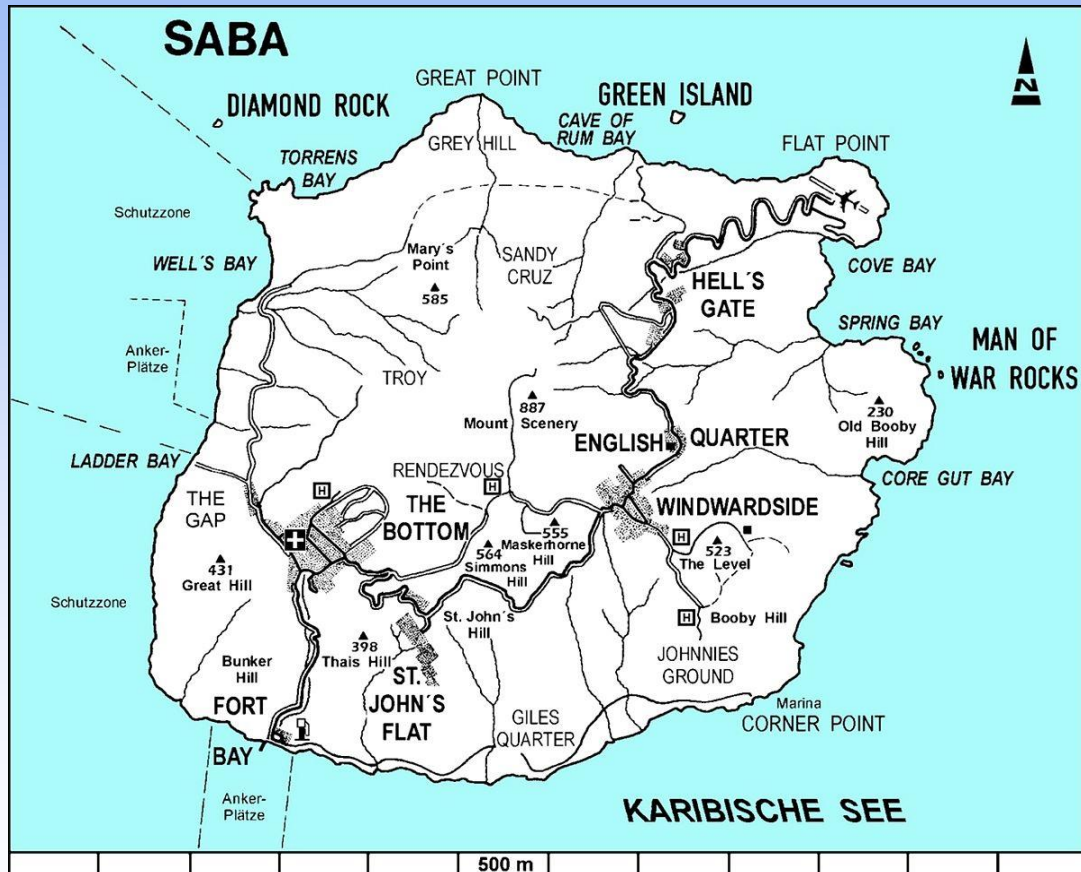 SABA
GREAT POINT
DIAMOND ROCK
GREEN ISLAND
N
CAVE OF
RUM BAY
GREY HILL
FLAT POINT
TORRENS
BAY
Schutzzone
WELL'S BAY
Mary's
Point
585
SANDY
CRUZ
COVE BAY
HELL'S
GATE
SPRING BAY
MAN OF
WAR ROCKS
Anker-
Plätze
TROY
887
Mount Scenery
230
Old Booby
Hill
ENGLISH QUARTER
LADDER BAY
RENDEZVOUS
CORE GUT BAY
H
H
THE
GAP
THE
BOTTOM
WINDWARDSIDE
555
Maskerhorne
Hill
564
Simmons
Hill
H
523
The Level
431
Great Hill
Schutzzone
St. John's
Hill
H
Booby Hill
398
Thais Hill
Bunker
Hill
JOHNNIES
GROUND
ST.
JOHN'S
FLAT
FORT
BAY
GILES
QUARTER
Marina
CORNER POINT
Anker-
Plätze
KARIBISCHE SEE
500 m